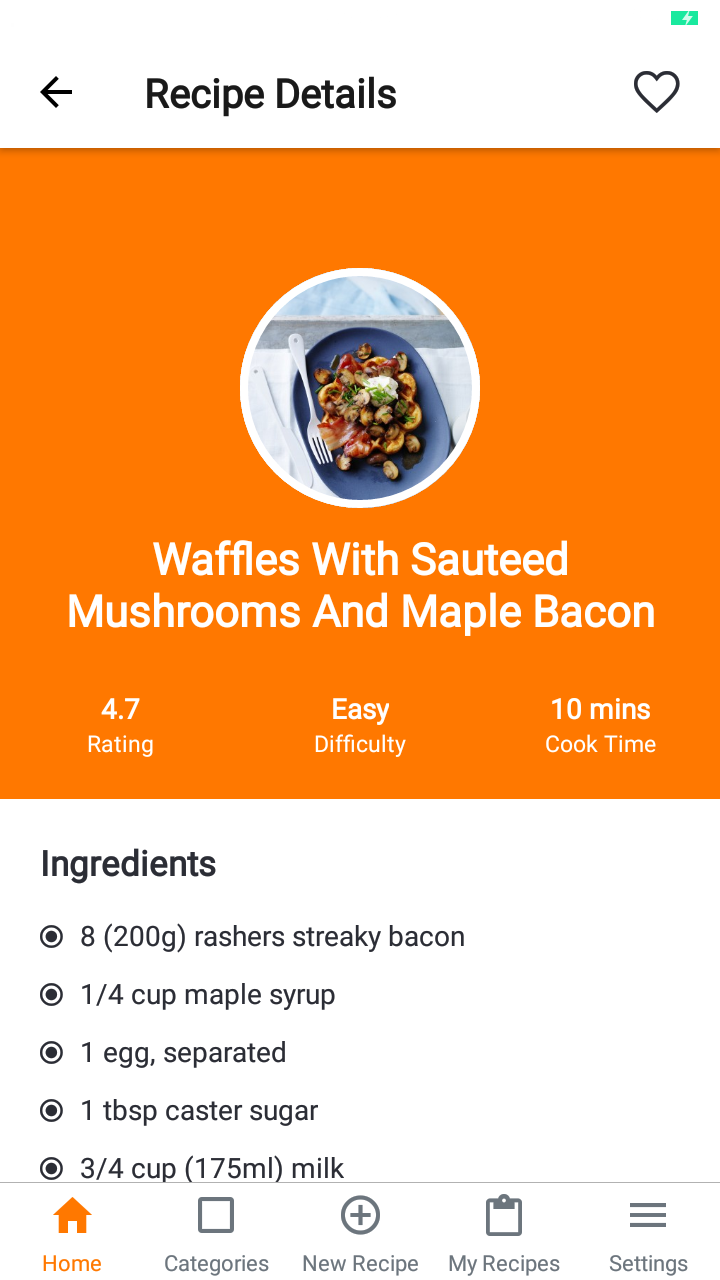 Recipe Details
Waffles With Sauteed
Mushrooms And Maple Bacon
4.7
Easy
10 mins
Rating
Difficulty
Cook Time
Ingredients
8 (200g) rashers streaky bacon
1/4 cup maple syrup
1 egg, separated
1 tbsp caster sugar
3/4 cup (175ml) milk
Home
Categories
New Recipe
My Recipes
Settings